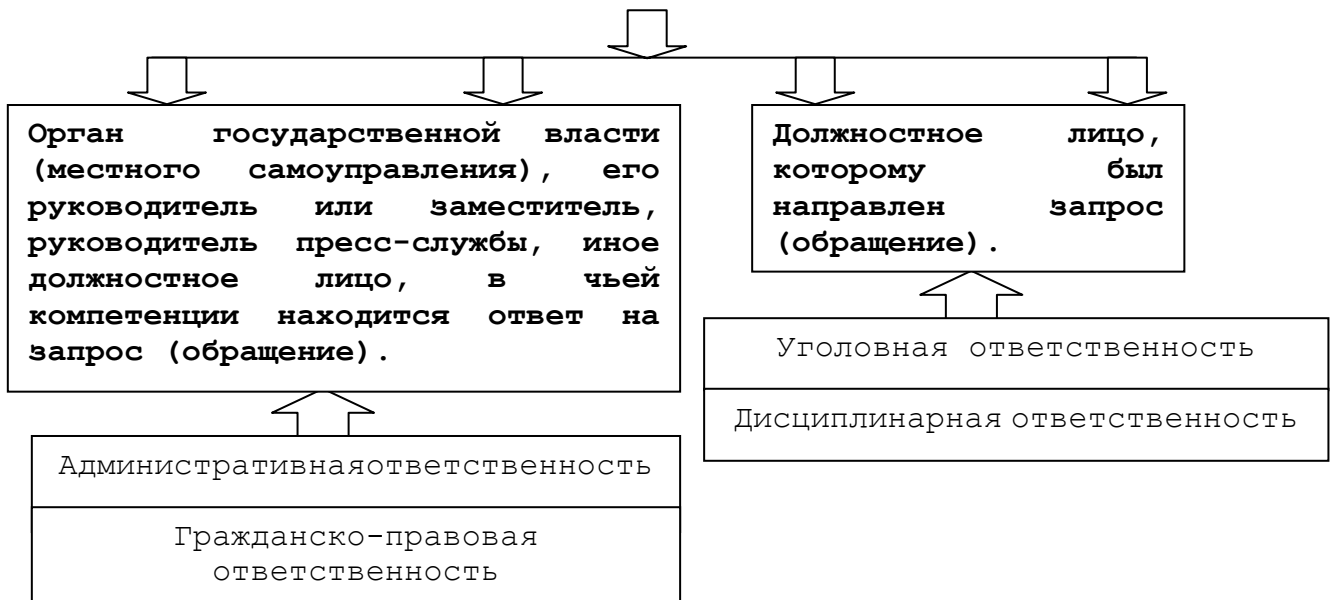 Орган государственной власти
(местного самоуправления), его
руководитель или заместитель,
руководитель пресс-службы, иное
должностное лицо, в чьей
компетенции находится ответ на
запрос (обращение).
Должностное лицо,
которому был
направлен запрос
(обращение).
Уголовная ответственность
Дисциплинарная ответственность
Административнаяответственность
Гражданско-правовая
ответственность